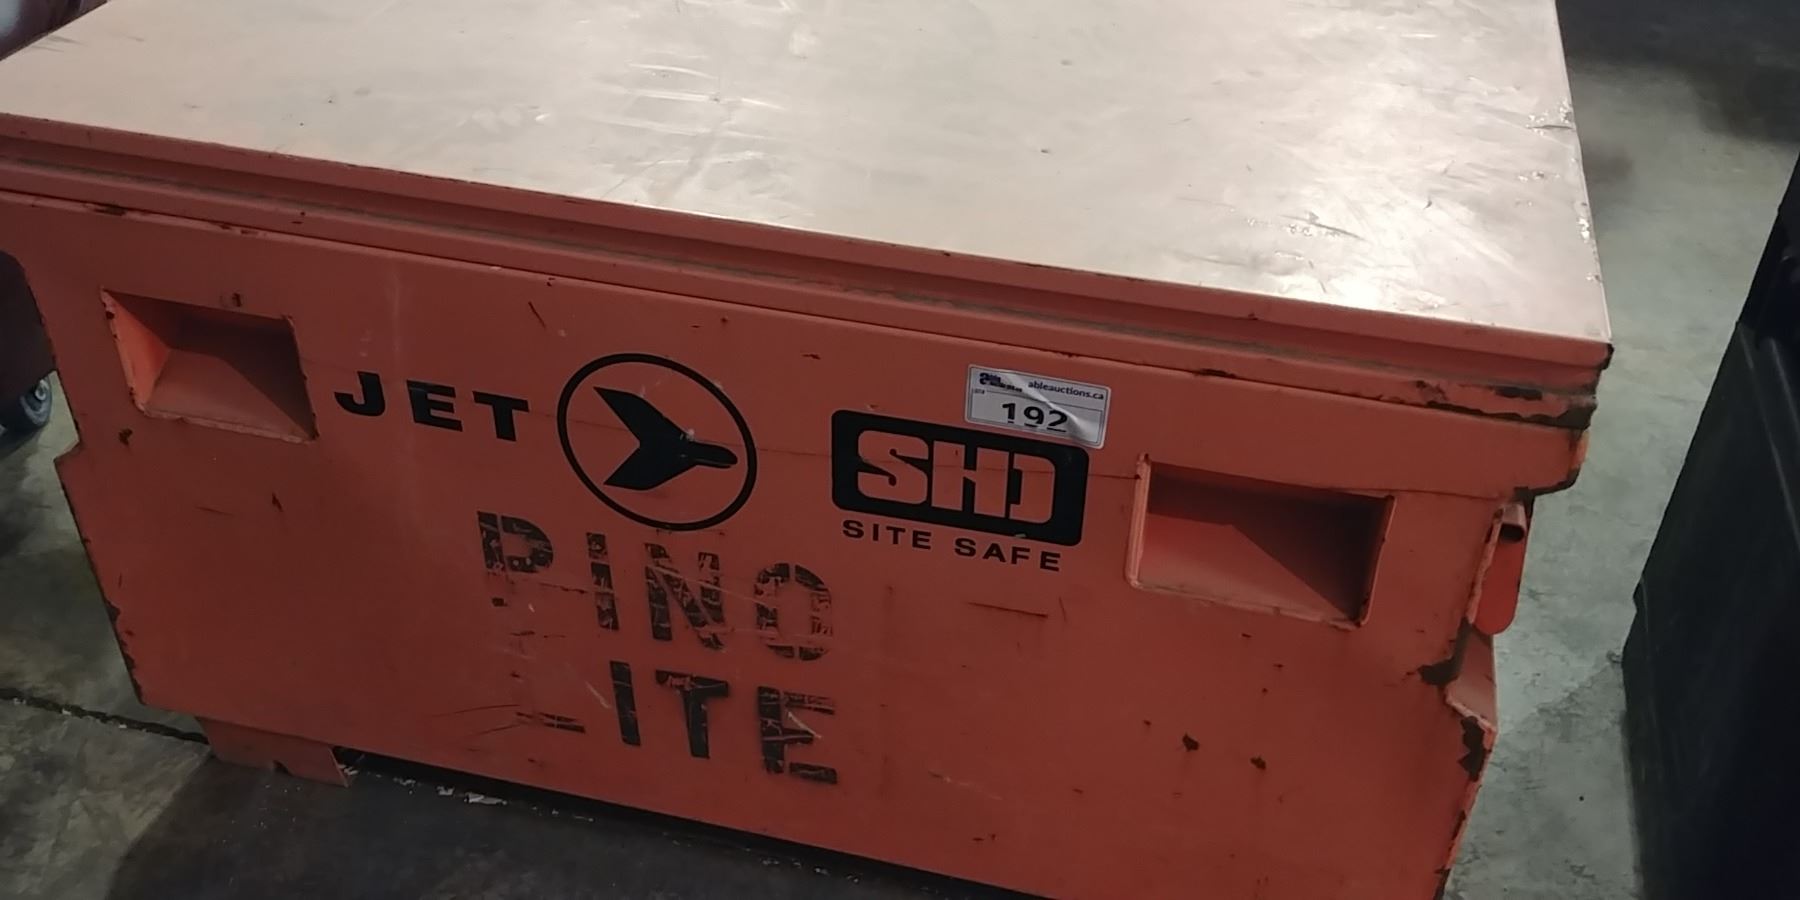 ableauctions.ca
192
JET
SHD
SITE SAFE
PINO
LITE